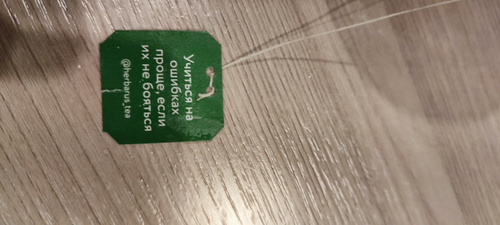 Учиться на
ошибках
проще, если
их не бояться
@herbarus_tea